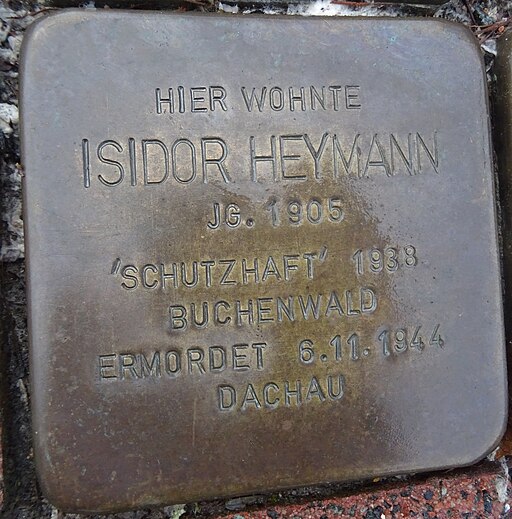 HIER WOHNTE
ISIDOR HEYMANN
JG. 1905
'SCHUTZHAFT' 1938
BUCHENWALD
ERMORDET 6.11.1944
DACHAU